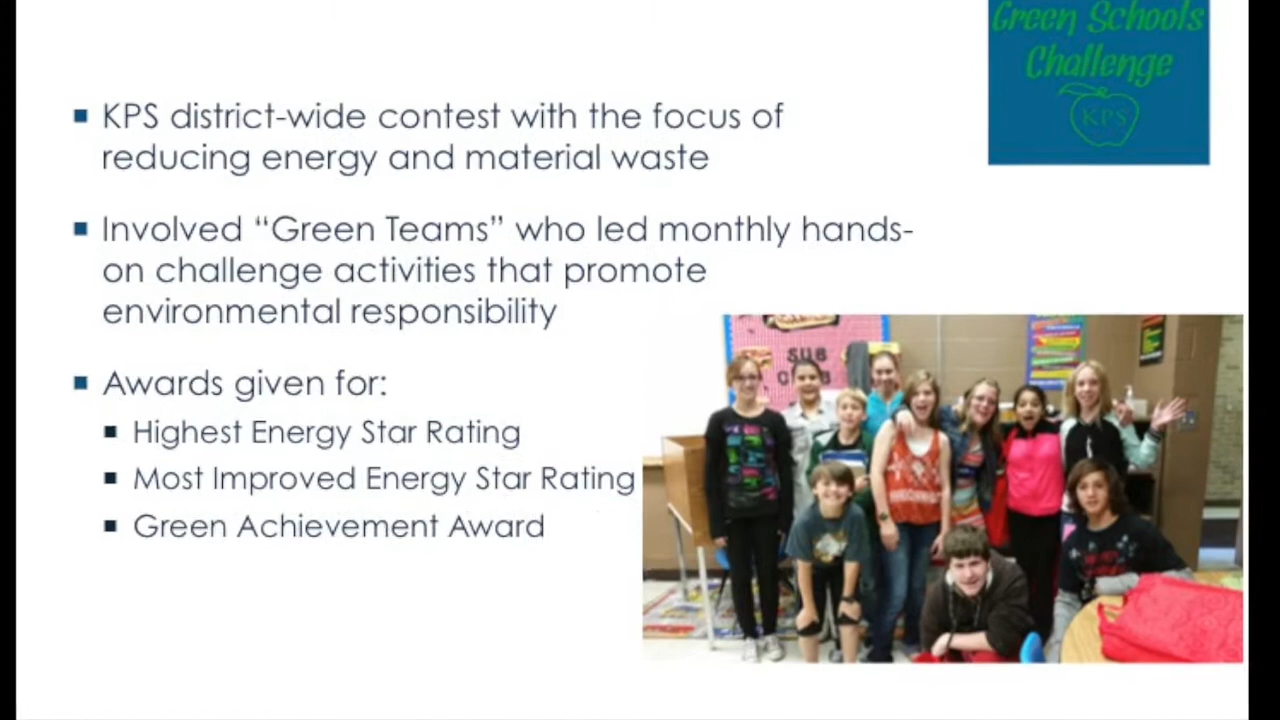 Green Schools
Challenge
KPS
KPS district-wide contest with the focus of
reducing energy and material waste
Involved “Green Teams” who led monthly hands-
on challenge activities that promote
environmental responsibility
Awards given for:
Highest Energy Star Rating
Most Improved Energy Star Rating
Green Achievement Award
SUB